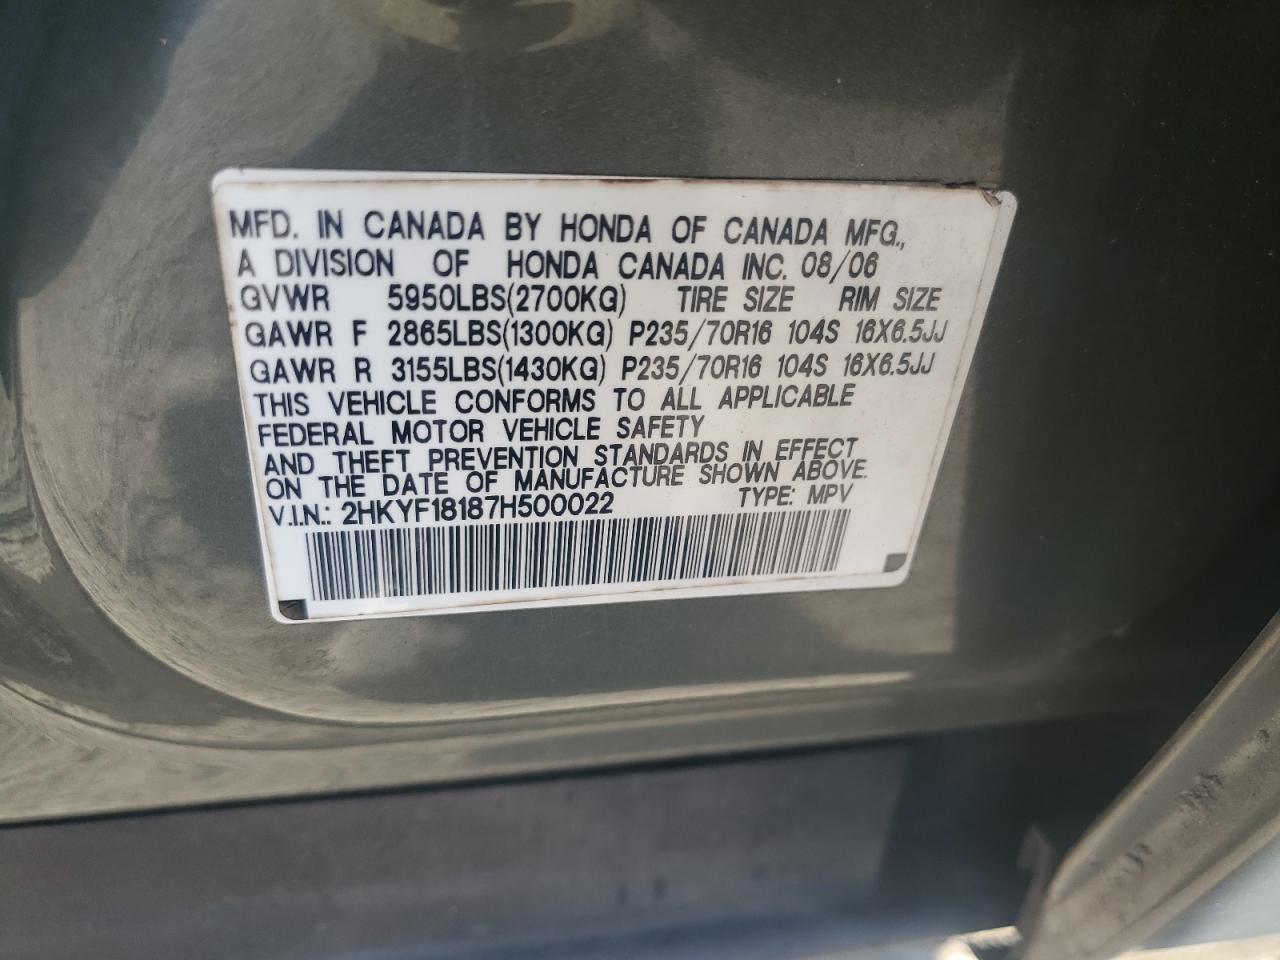 MFD. IN CANADA BY HONDA OF CANADA MFG.,
A DIVISION OF HONDA CANADA INC. 08/06
GVWR 5950LBS(2700KG) TIRE SIZE RIM SIZE
GAWR F 2865LBS(1300KG) P235/70R16 104S 16X6.5JJ
GAWR R 3155LBS(1430KG) P235/70R16 104S 16X6.5JJ
THIS VEHICLE CONFORMS TO ALL APPLICABLE
FEDERAL MOTOR VEHICLE SAFETY
AND THEFT PREVENTION STANDARDS IN EFFECT
ON THE DATE OF MANUFACTURE SHOWN ABOVE.
V.I.N.: 2HKYF18187H500022 TYPE: MPV